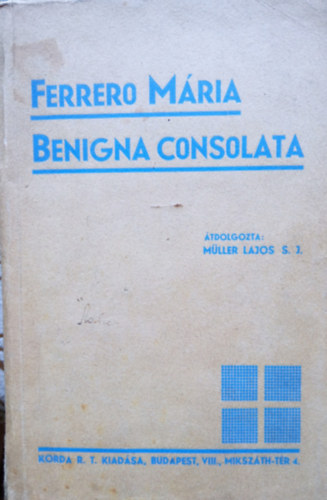 FERRERO MÁRIA
BENIGNA CONSOLATA
ÁTDOLGOZTA:
MÜLLER LAJOS S. J.
KORDA R. T. KIADÁSA, BUDAPEST, VIII., MIKSZÁTH-TÉR 4.